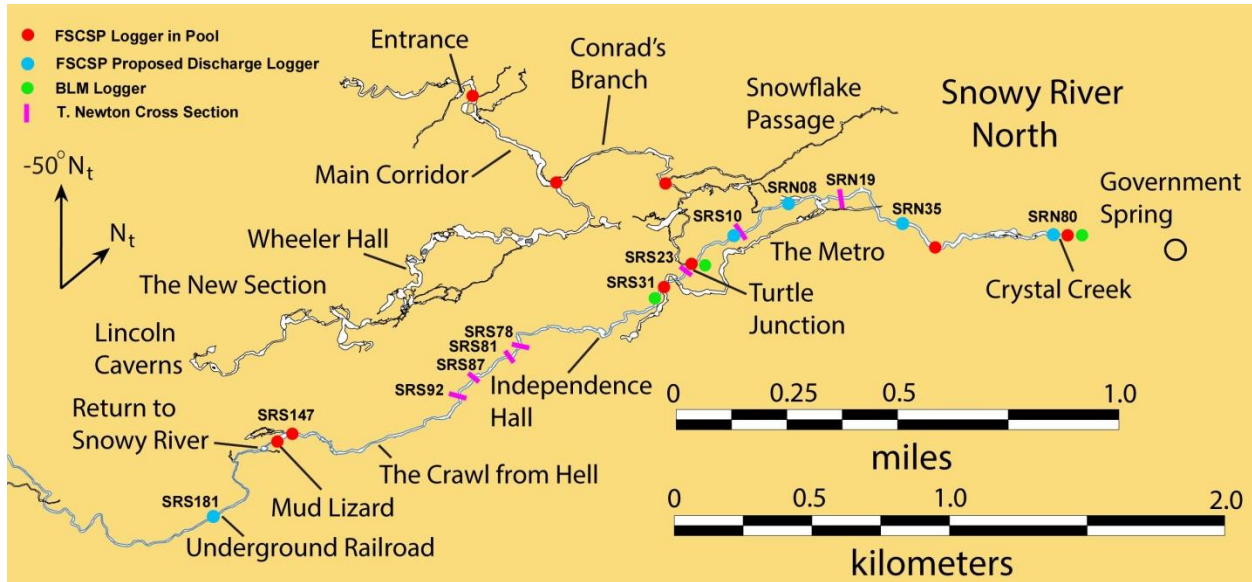 FSCSP Logger in Pool
FSCSP Proposed Discharge Logger
BLM Logger
T. Newton Cross Section
Entrance
Conrad's
Branch
Snowflake
Passage
Snowy River
North
-50° Nt
Nt
Main Corridor
SRN08
SRN19
Government
Spring
SRS10
SRN35
SRN80
Wheeler Hall
The Metro
SRS23
Crystal Creek
The New Section
SRS31
Turtle
Junction
Lincoln
Caverns
SRS78
SRS81
SRS87
SRS92
Independence
Hall
0 0.25 0.5 1.0
miles
Return to
Snowy River
SRS147
The Crawl from Hell
0 0.5 1.0 2.0
kilometers
Mud Lizard
SRS181
Underground Railroad